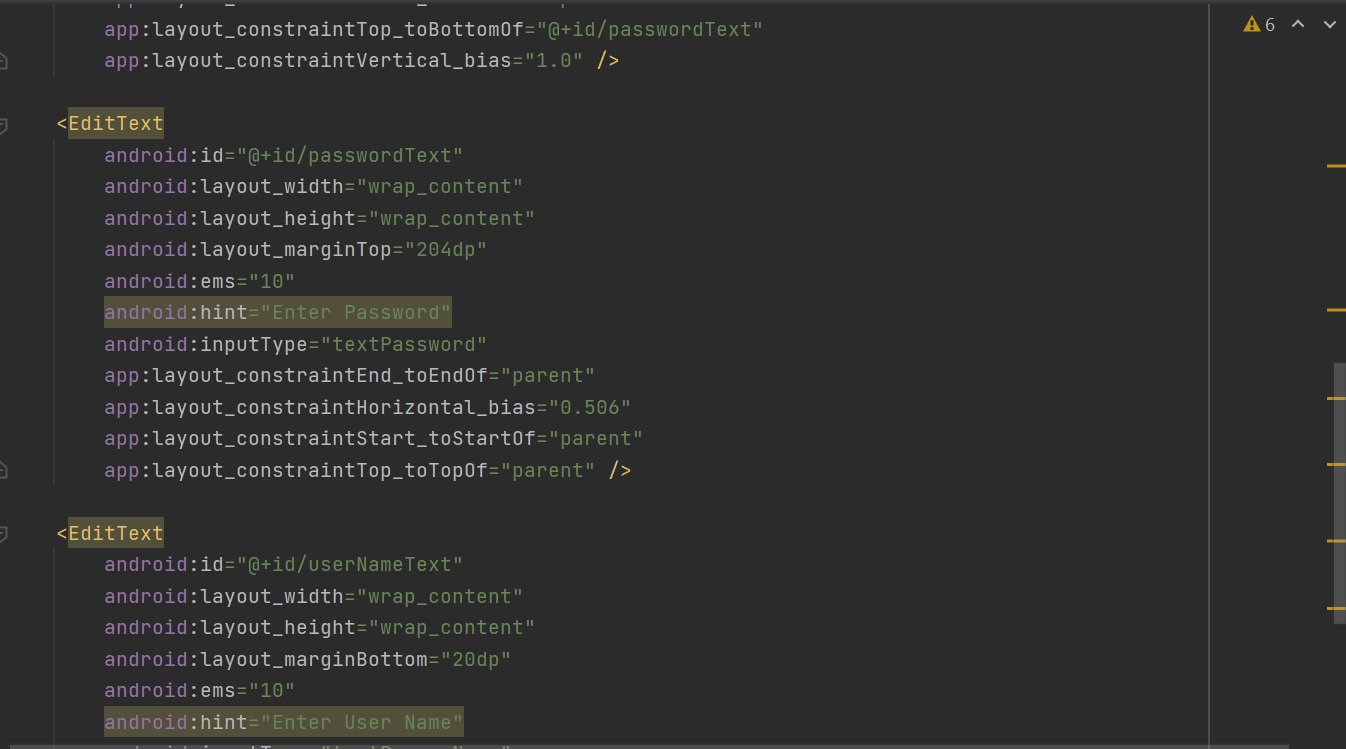 app:layout_constraintTop_toBottomOf="@+id/passwordText"
6
app:layout_constraintVertical_bias="1.0" />
<EditText
android:id="@+id/passwordText"
android:layout_width="wrap_content"
android:layout_height="wrap_content"
android:layout_marginTop="204dp"
android:ems="10"
android:hint="Enter Password"
android:inputType="textPassword"
app:layout_constraintEnd_toEndOf="parent"
app:layout_constraintHorizontal_bias="0.506"
app:layout_constraintStart_toStartOf="parent"
app:layout_constraintTop_toTopOf="parent" />
<EditText
android:id="@+id/userNameText"
android:layout_width="wrap_content"
android:layout_height="wrap_content"
android:layout_marginBottom="20dp"
android:ems="10"
android:hint="Enter User Name"